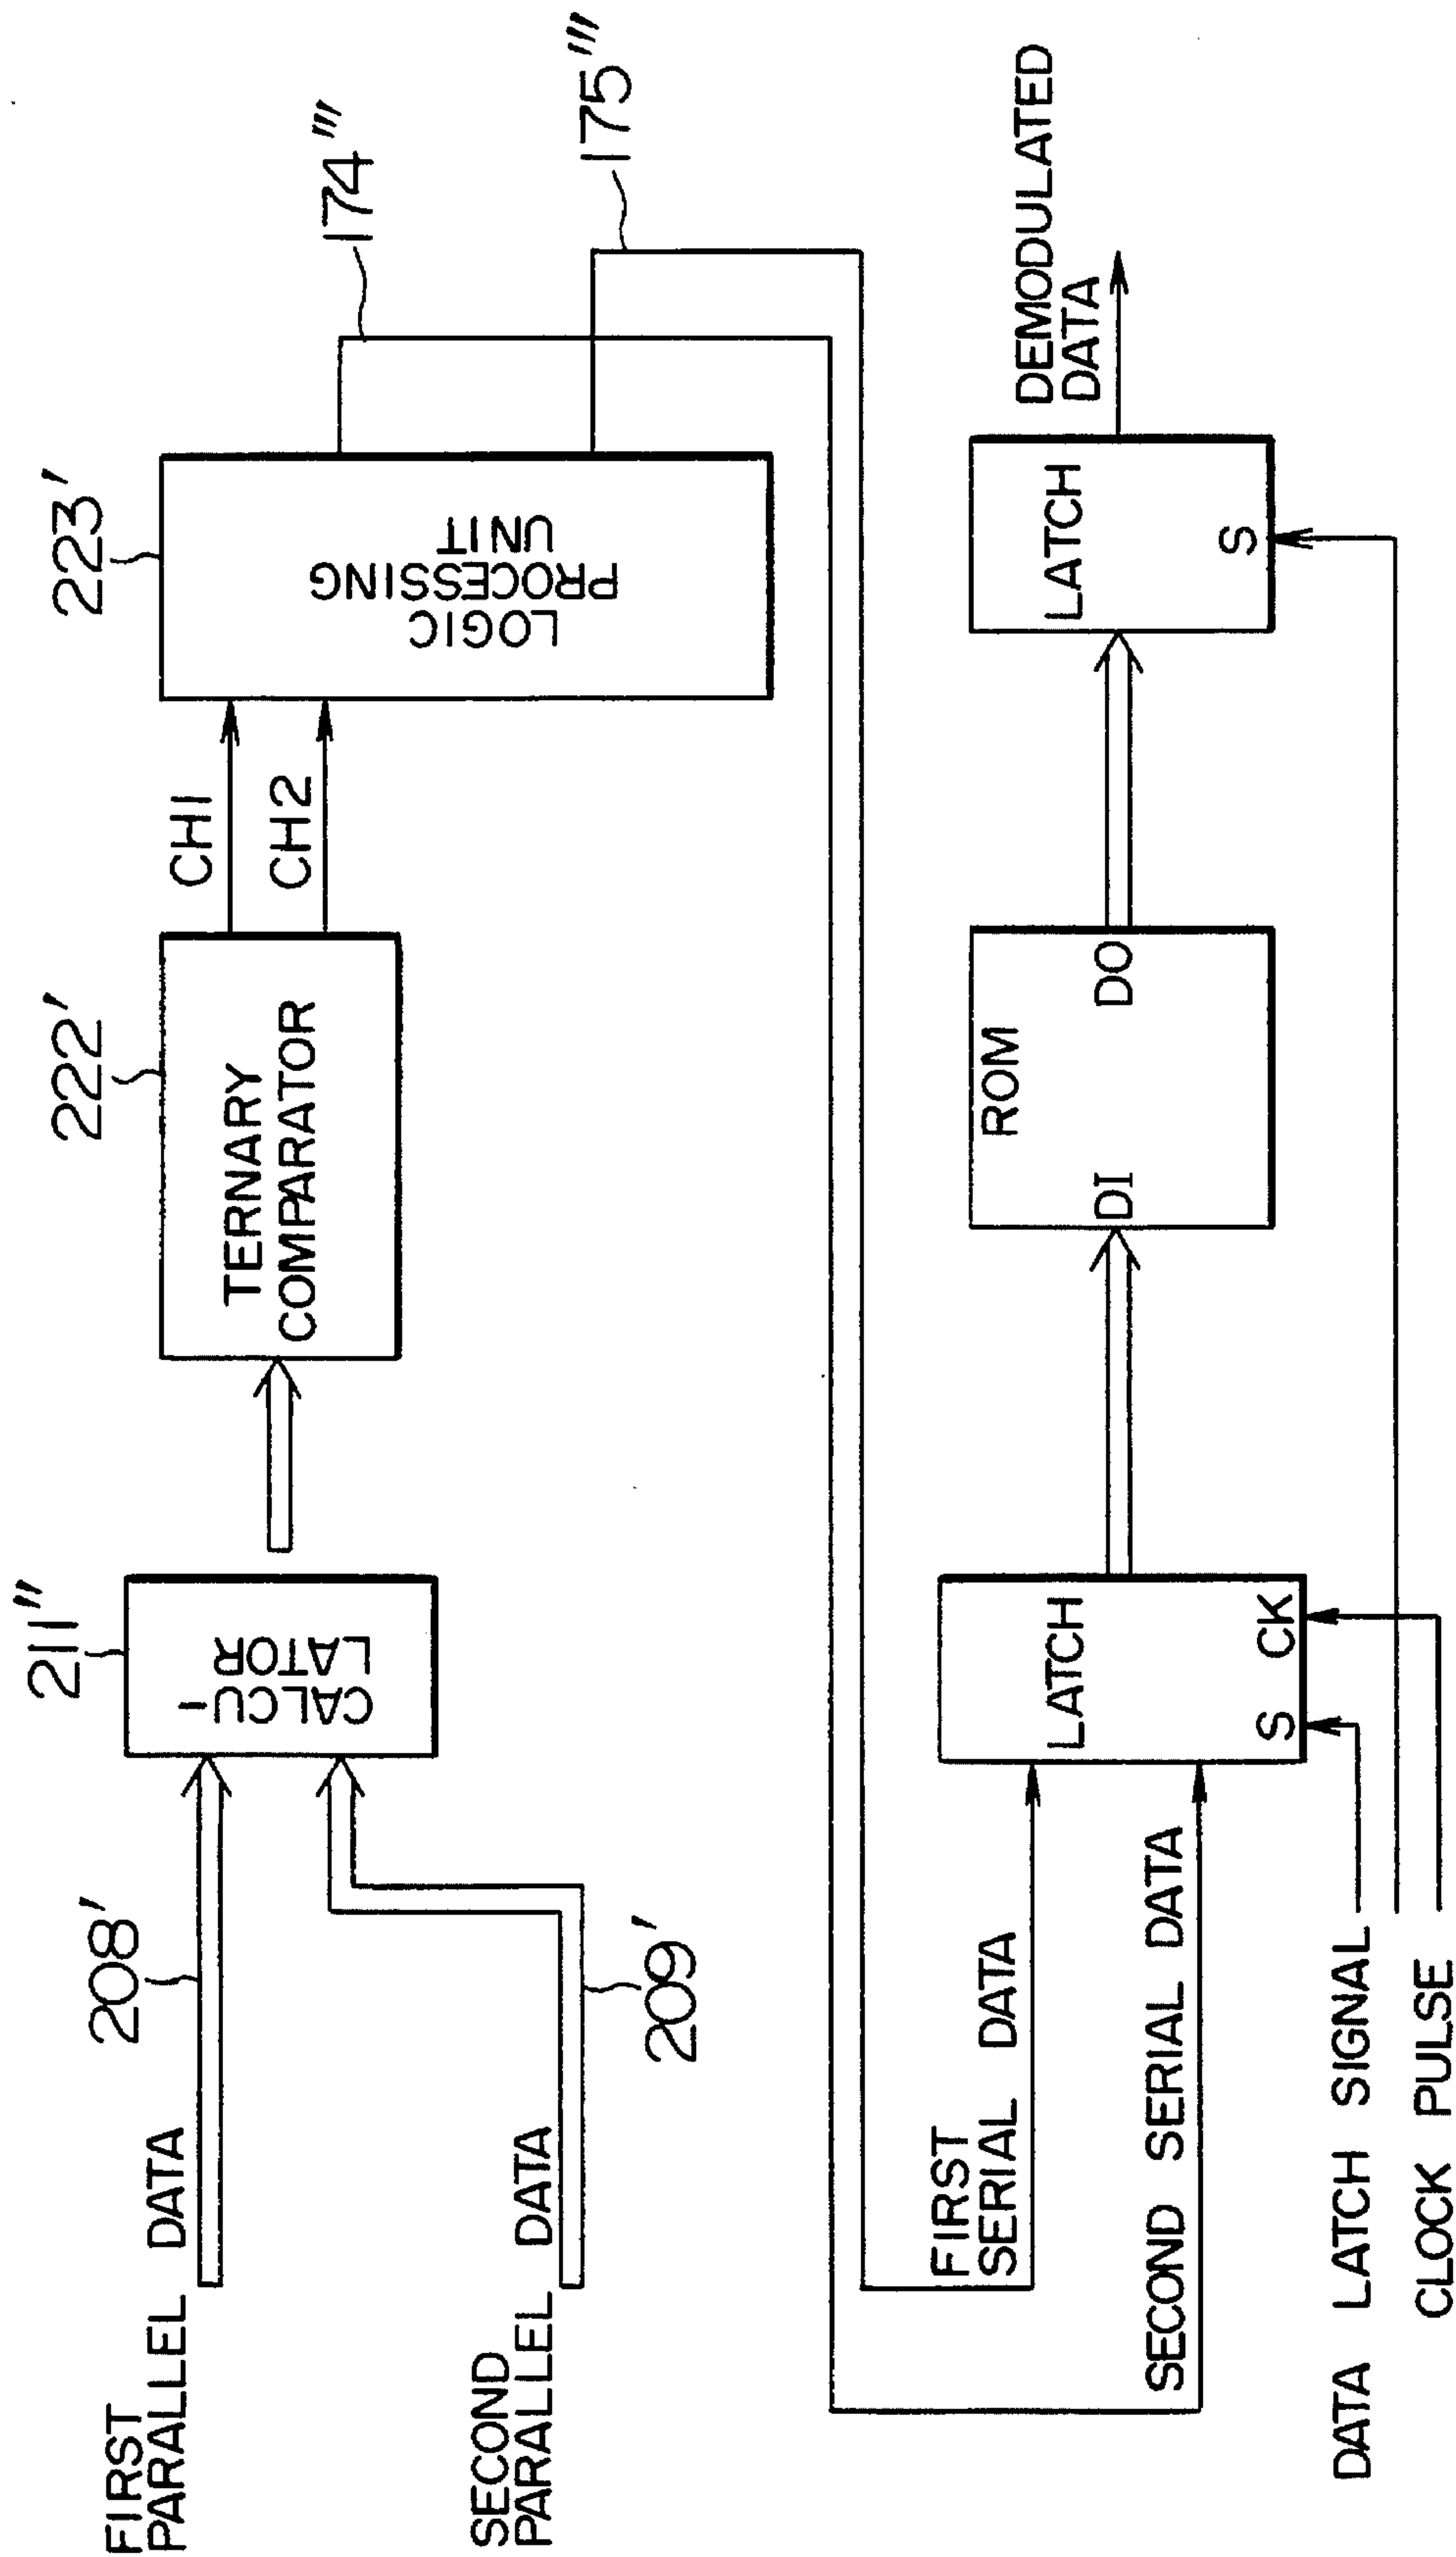 FIRST
PARALLEL DATA
208'
SECOND
PARALLEL DATA
209'
211''
CALCU-
LATOR
222'
TERNARY
COMPARATOR
CH1
CH2
223'
LOGIC
PROCESSING
UNIT
174'''
175'''
FIRST
SERIAL DATA
SECOND SERIAL DATA
DATA LATCH SIGNAL
CLOCK PULSE
LATCH
S CK
ROM
DI DO
LATCH
S
DEMODULATED
DATA